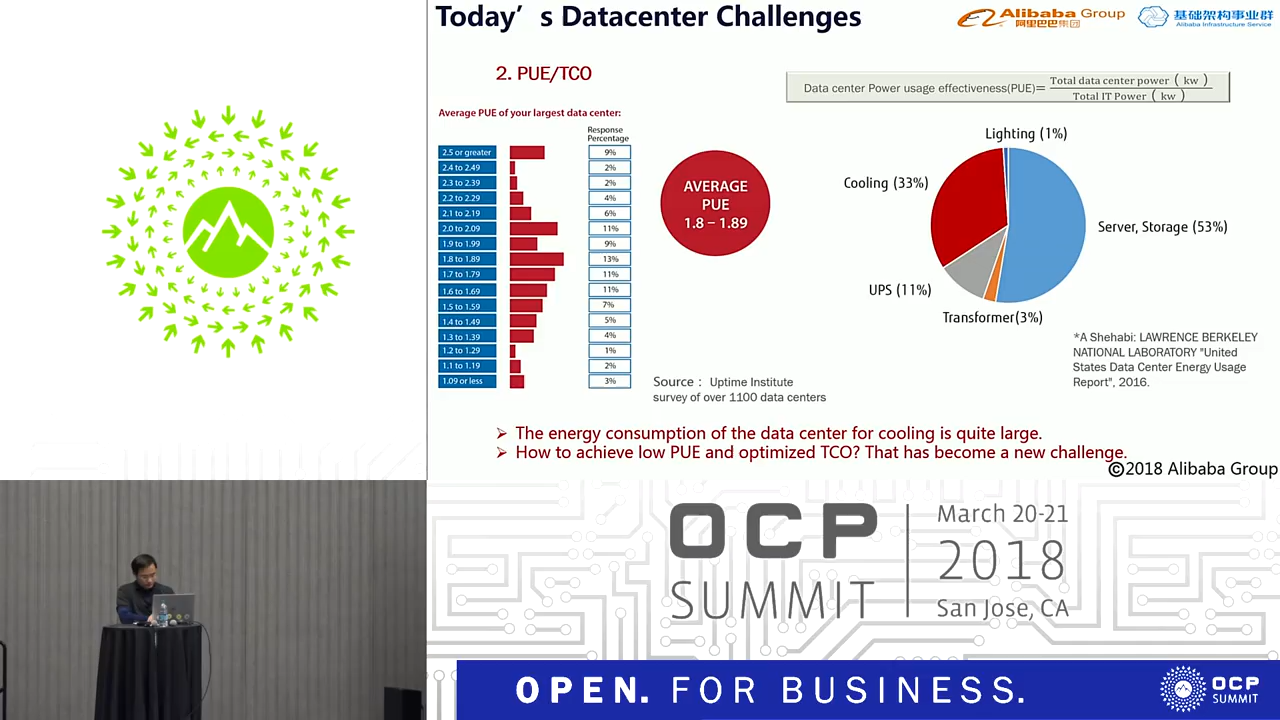 Today's Datacenter Challenges
Alibaba Group
阿里巴巴集团
基础架构事业群
Alibaba Infrastructure Service
2. PUE/TCO
Data center Power usage effectiveness(PUE)=
Total data center power（kw）
Total IT Power（kw）
Average PUE of your largest data center:
Response
Percentage
2.5 or greater 9%
2.4 to 2.49 2%
2.3 to 2.39 2%
2.2 to 2.29 4%
2.1 to 2.19 6%
2.0 to 2.09 11%
1.9 to 1.99 9%
1.8 to 1.89 13%
1.7 to 1.79 11%
1.6 to 1.69 11%
1.5 to 1.59 7%
1.4 to 1.49 5%
1.3 to 1.39 4%
1.2 to 1.29 1%
1.1 to 1.19 2%
1.09 or less 3%
AVERAGE
PUE
1.8 – 1.89
Source： Uptime Institute
survey of over 1100 data centers
Lighting (1%)
Cooling (33%)
Server, Storage (53%)
UPS (11%)
Transformer(3%)
*A Shehabi: LAWRENCE BERKELEY
NATIONAL LABORATORY "United
States Data Center Energy Usage
Report", 2016.
➢ The energy consumption of the data center for cooling is quite large.
➢ How to achieve low PUE and optimized TCO? That has become a new challenge.
©2018 Alibaba Group
OCP
SUMMIT
March 20-21
2018
San Jose, CA
OPEN. FOR BUSINESS.
OCP
SUMMIT